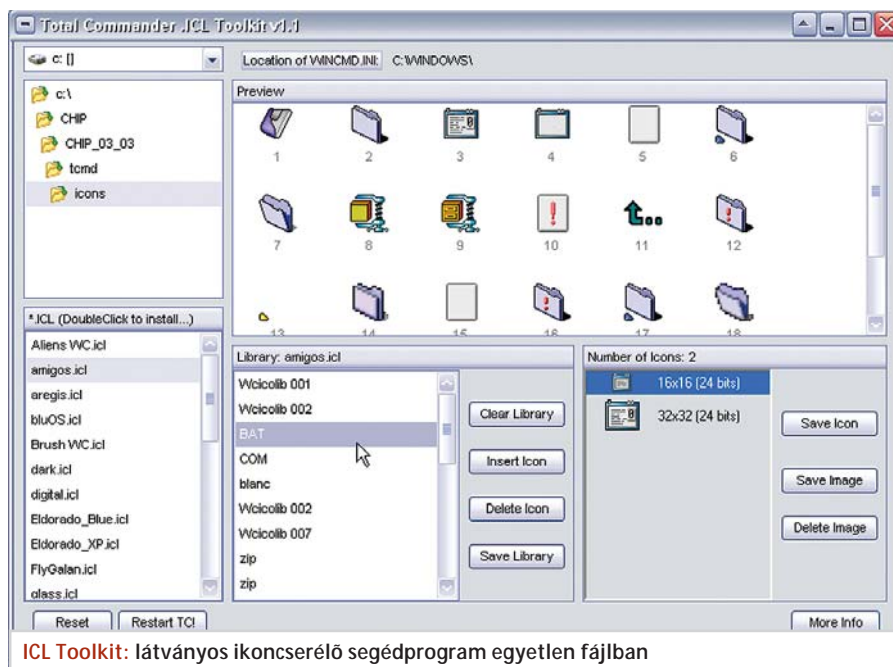 Total Commander .ICL Toolkit v1.1
c: []
Location of WINCMD.INI: C:\WINDOWS\
c:\
CHIP
CHIP_03_03
tcmd
icons
Preview
1 2 3 4 5 6
7 8 9 10 11 12
13 14 15 16 17 18
*.ICL (DoubleClick to install...)
Aliens WC.icl
amigos.icl
aregis.icl
bluOS.icl
Brush WC.icl
dark.icl
digital.icl
Eldorado_Blue.icl
Eldorado_XP.icl
FlyGalan.icl
glass.icl
Library: amigos.icl
Wcicolib 001
Wcicolib 002
BAT
COM
blanc
Wcicolib 002
Wcicolib 007
zip
zip
Clear Library
Insert Icon
Delete Icon
Save Library
Number of Icons: 2
16x16 (24 bits)
32x32 (24 bits)
Save Icon
Save Image
Delete Image
Reset
Restart TC!
More Info
ICL Toolkit: látványos ikoncserélõ segédprogram egyetlen fájlban